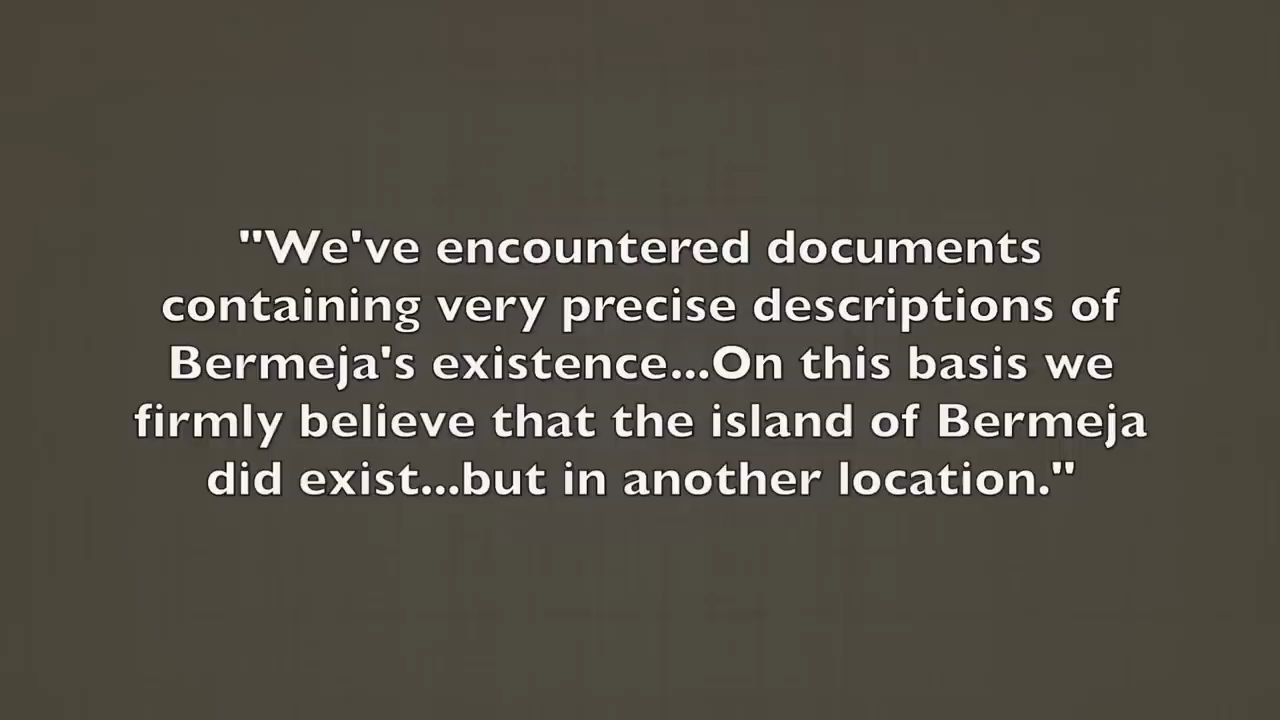 "We've encountered documents
containing very precise descriptions of
Bermeja's existence...On this basis we
firmly believe that the island of Bermeja
did exist...but in another location."